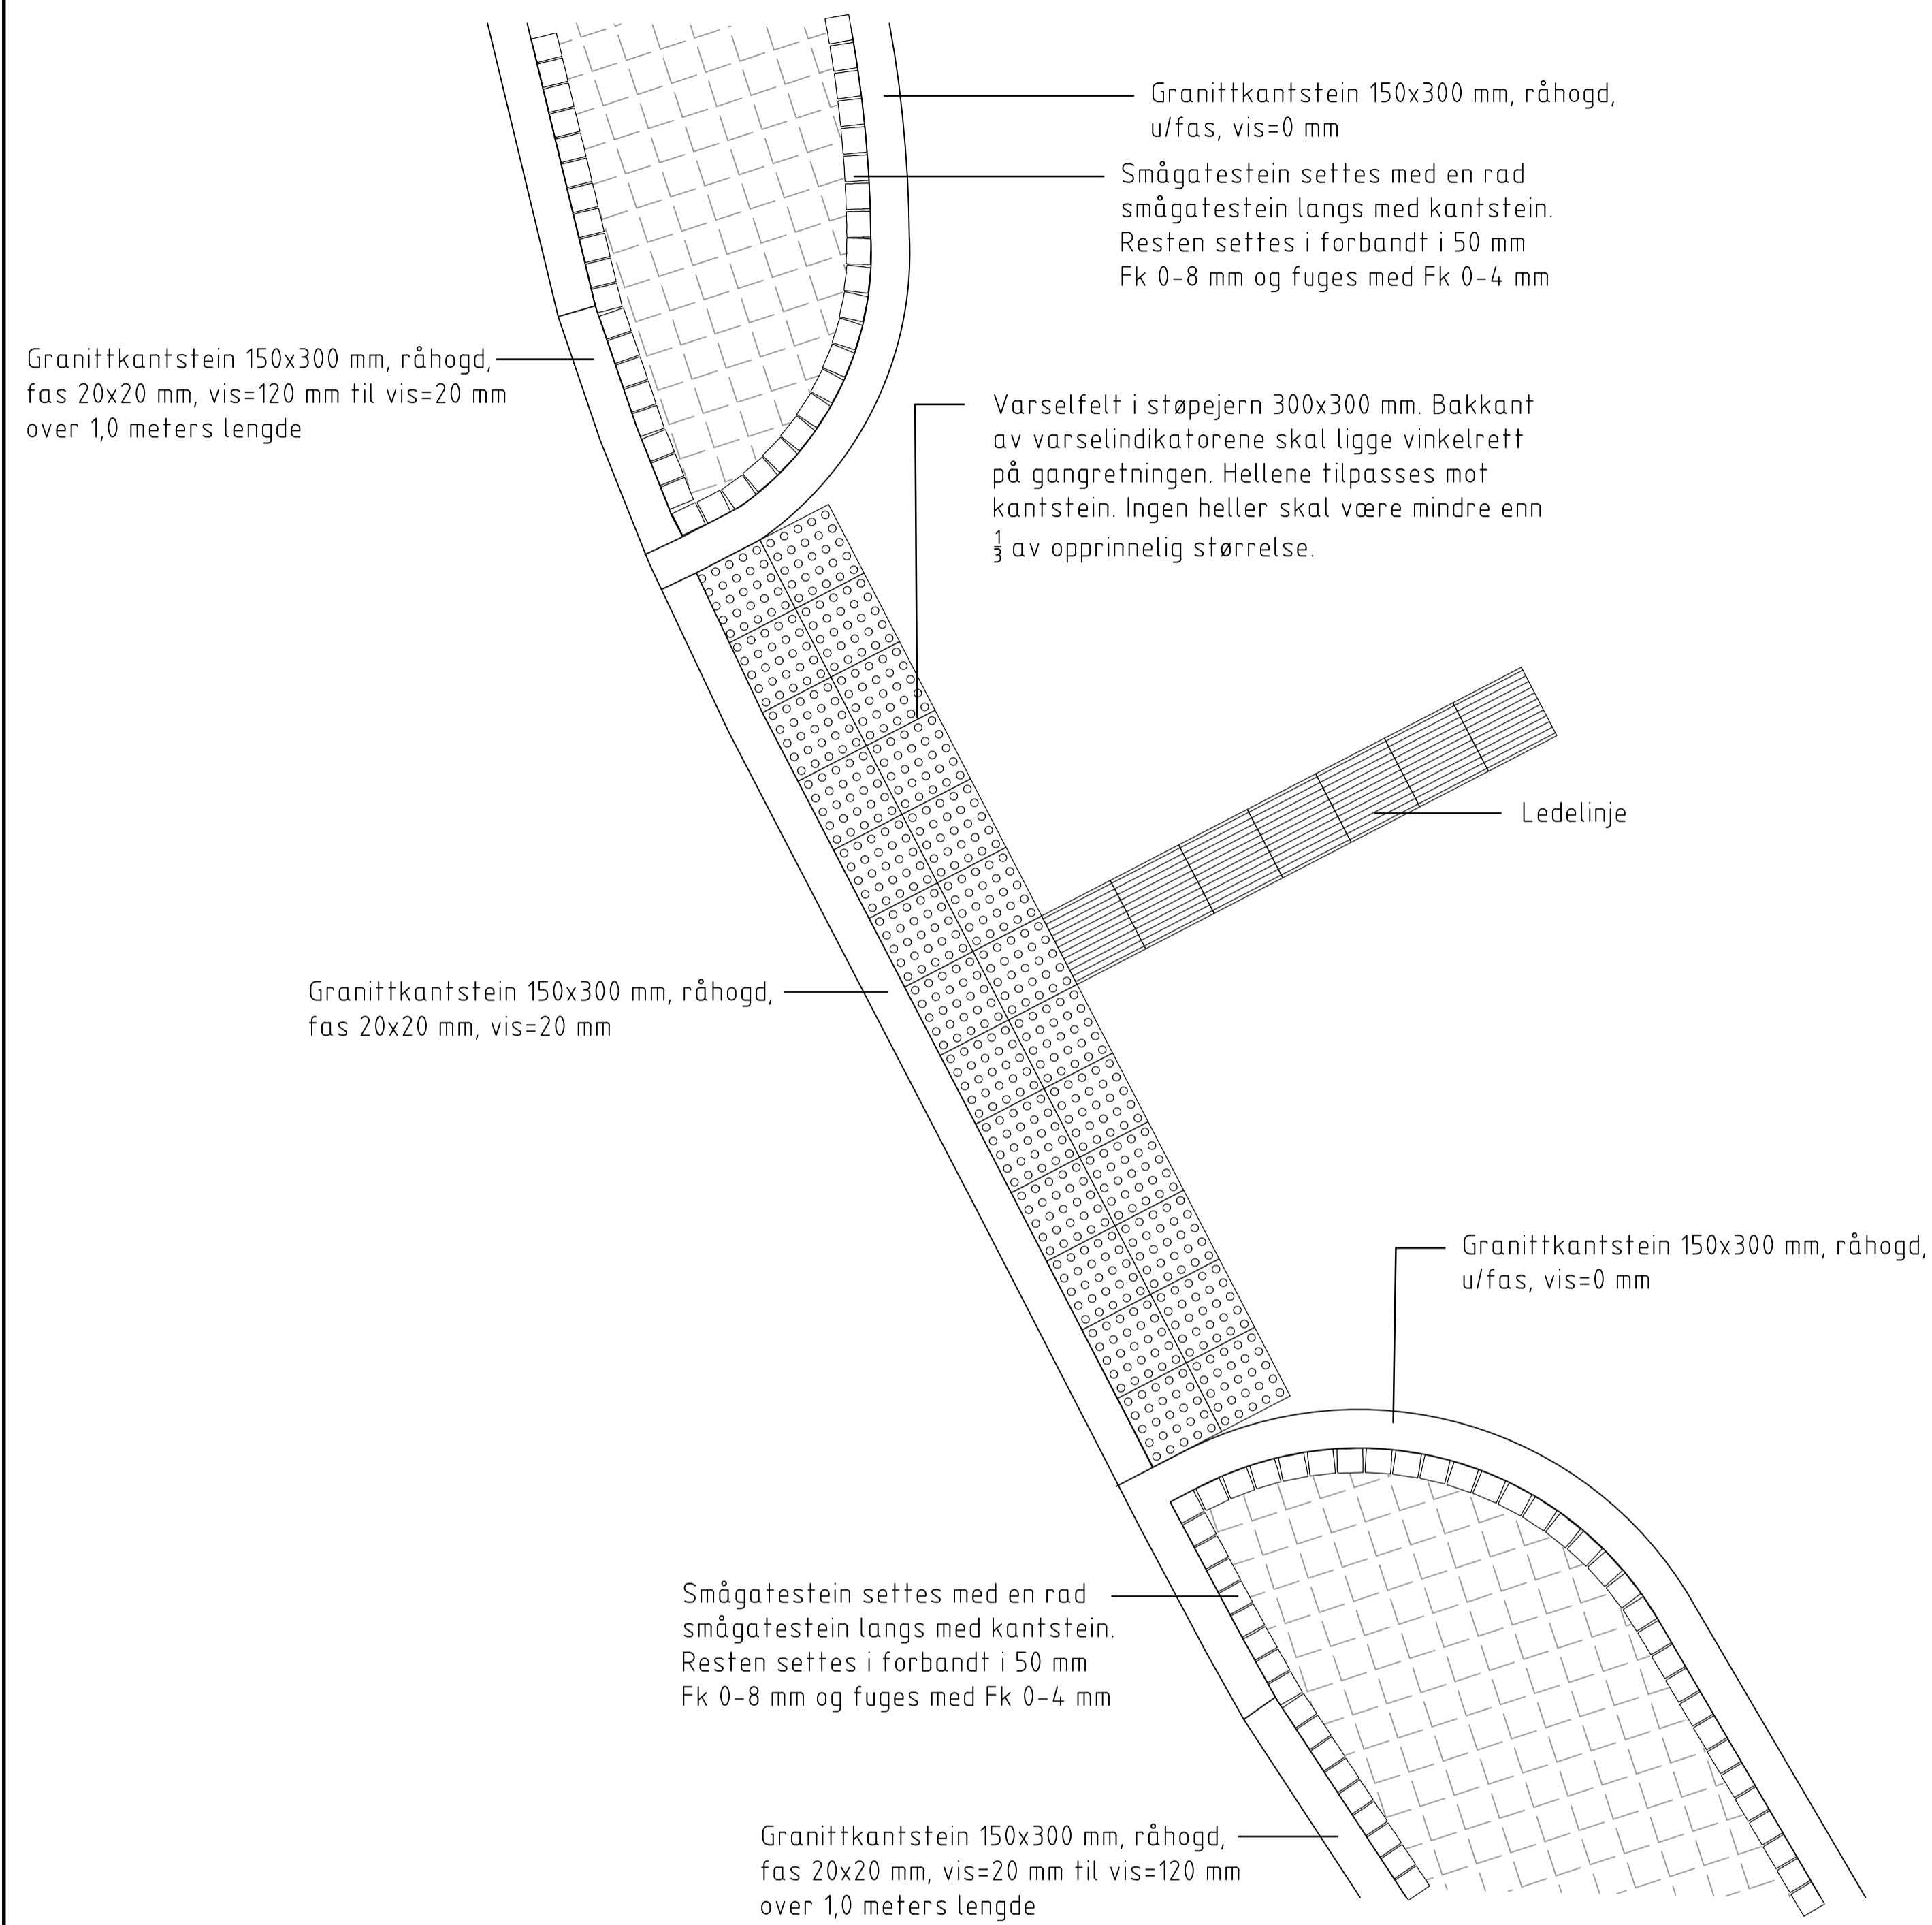 Granittkantstein 150x300 mm, råhogd,
u/fas, vis=0 mm
Smågatestein settes med en rad
smågatestein langs med kantstein.
Resten settes i forbandt i 50 mm
Fk 0-8 mm og fuges med Fk 0-4 mm
Granittkantstein 150x300 mm, råhogd,
fas 20x20 mm, vis=120 mm til vis=20 mm
over 1,0 meters lengde
Varselfelt i støpejern 300x300 mm. Bakkant
av varselindikatorene skal ligge vinkelrett
på gangretningen. Hellene tilpasses mot
kantstein. Ingen heller skal være mindre enn
1/3 av opprinnelig størrelse.
Ledelinje
Granittkantstein 150x300 mm, råhogd,
fas 20x20 mm, vis=20 mm
Granittkantstein 150x300 mm, råhogd,
u/fas, vis=0 mm
Smågatestein settes med en rad
smågatestein langs med kantstein.
Resten settes i forbandt i 50 mm
Fk 0-8 mm og fuges med Fk 0-4 mm
Granittkantstein 150x300 mm, råhogd,
fas 20x20 mm, vis=20 mm til vis=120 mm
over 1,0 meters lengde